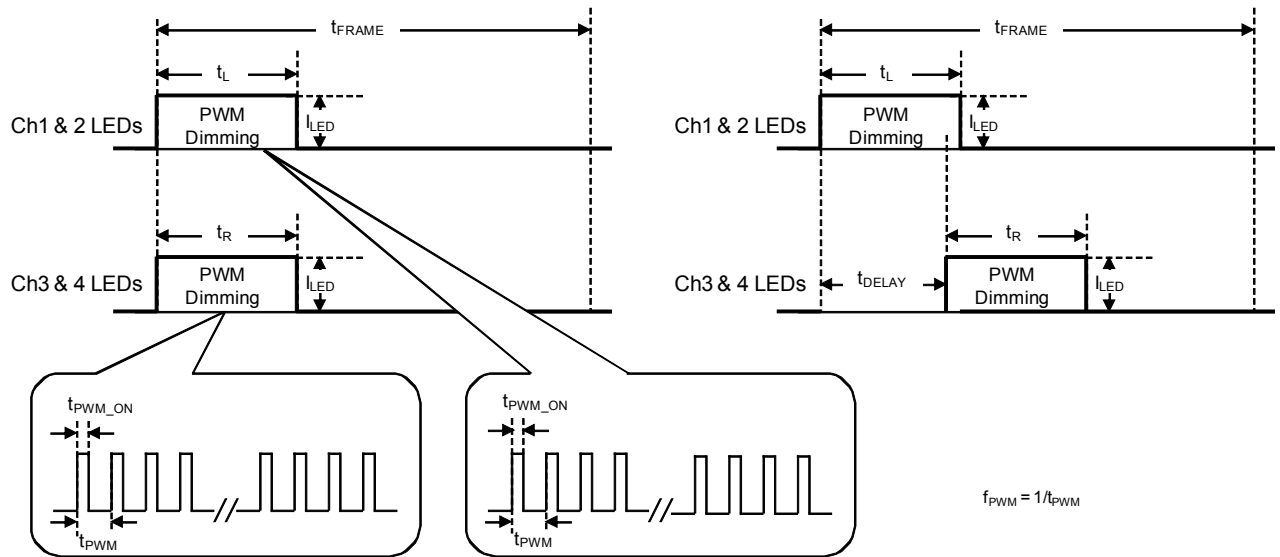 tFRAME
tL
Ch1 & 2 LEDs
PWM
Dimming
ILED
tR
Ch3 & 4 LEDs
PWM
Dimming
ILED
tFRAME
tL
Ch1 & 2 LEDs
PWM
Dimming
ILED
tR
Ch3 & 4 LEDs
tDELAY
PWM
Dimming
ILED
tPWM_ON
tPWM
tPWM_ON
tPWM
fPWM = 1/tPWM